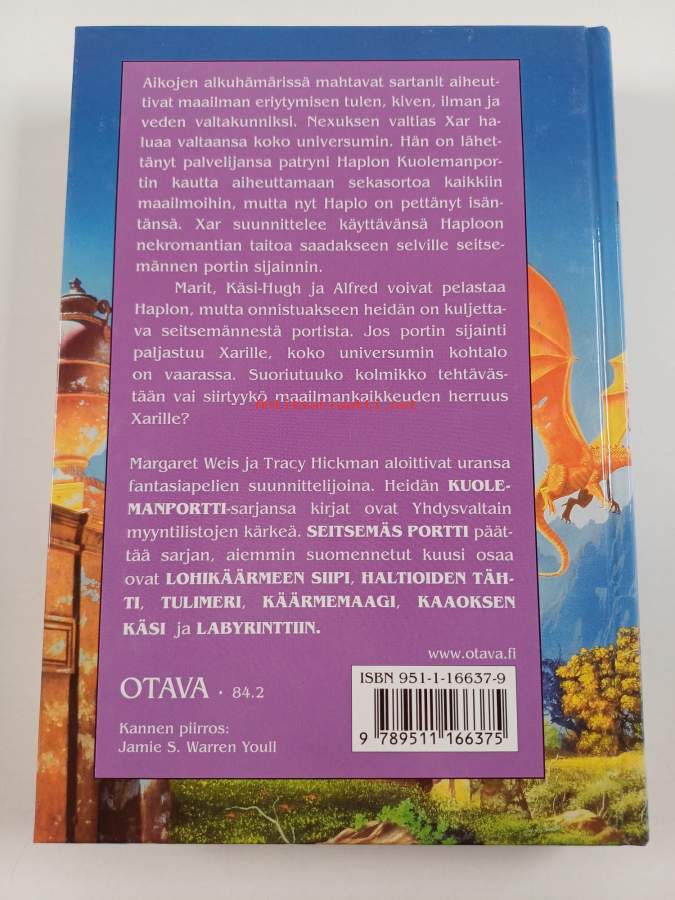 Aikojen alkuhämärissä mahtavat sartanit aiheut-
tivat maailman eriytymisen tulen, kiven, ilman ja
veden valtakunniksi. Nexuksen valtias Xar ha-
luaa valtaansa koko universumin. Hän on lähet-
tänyt palvelijansa patryni Haplon Kuolemanpor-
tin kautta aiheuttamaan sekasortoa kaikkiin
maailmoihin, mutta nyt Haplo on pettänyt isän-
tänsä. Xar suunnittelee käyttävänsä Haploon
nekromantian taitoa saadakseen selville seitse-
männen portin sijainnin.
Marit, Käsi-Hugh ja Alfred voivat pelastaa
Haplon, mutta onnistuakseen heidän on kuljetta-
va seitsemännestä portista. Jos portin sijainti
paljastuu Xarille, koko universumin kohtalo
on vaarassa. Suoriutuuko kolmikko tehtäväs-
tään vai siirtyykö maailmankaikkeuden herruus
Xarille?
Margaret Weis ja Tracy Hickman aloittivat uransa
fantasiapelien suunnittelijoina. Heidän KUOLE-
MANPORTTI-sarjansa kirjat ovat Yhdysvaltain
myyntilistojen kärkeä. SEITSEMÄS PORTTI päät-
tää sarjan, aiemmin suomennetut kuusi osaa
ovat LOHIKÄÄRMEEN SIIPI, HALTIOIDEN TÄH-
TI, TULIMERI, KÄÄRMEMAAGI, KAAOKSEN
KÄSI ja LABYRINTTIIN.
www.otava.fi
OTAVA · 84.2
ISBN 951-1-16637-9
9 789511 166375
Kannen piirros:
Jamie S. Warren Youll